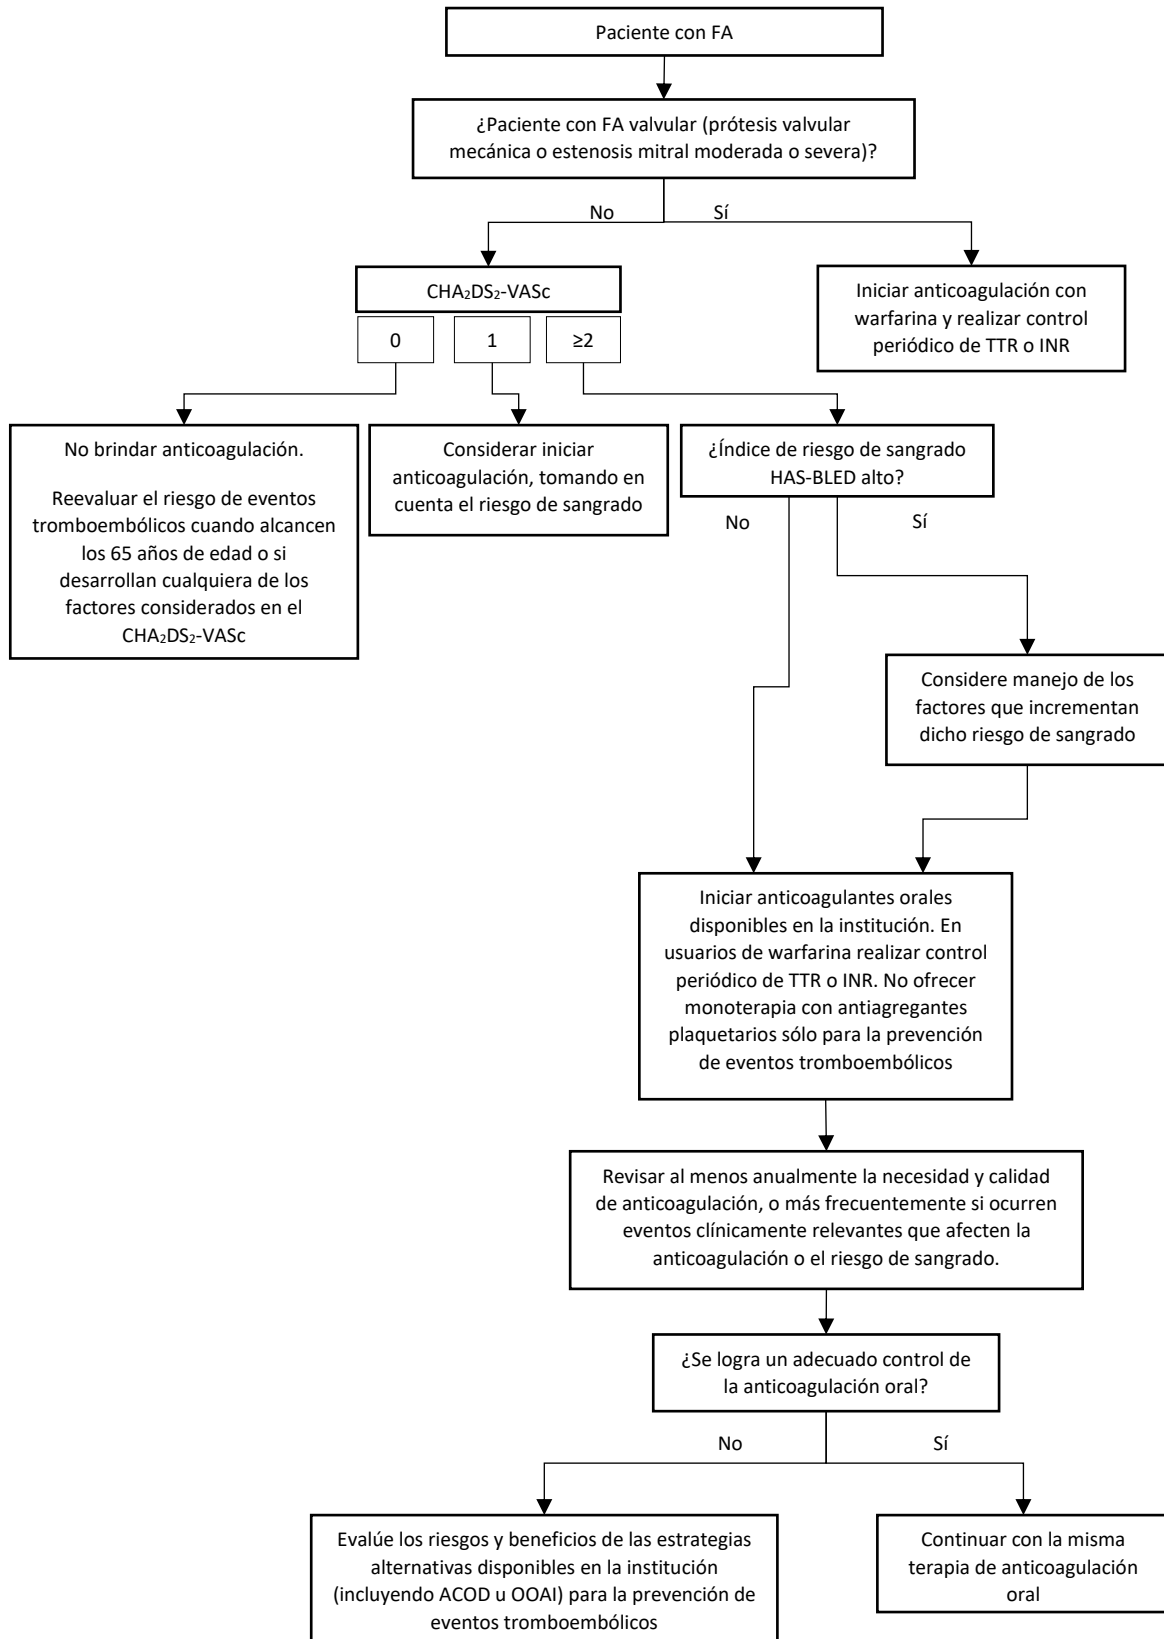 Paciente con FA
¿Paciente con FA valvular (prótesis valvular
mecánica o estenosis mitral moderada o severa)?
No
Sí
CHA₂DS₂-VASc
0
1
≥2
Iniciar anticoagulación con
warfarina y realizar control
periódico de TTR o INR
No brindar anticoagulación.
Reevaluar el riesgo de eventos
tromboembólicos cuando alcancen
los 65 años de edad o si
desarrollan cualquiera de los
factores considerados en el
CHA₂DS₂-VASc
Considerar iniciar
anticoagulación, tomando en
cuenta el riesgo de sangrado
¿Índice de riesgo de sangrado
HAS-BLED alto?
No
Sí
Considere manejo de los
factores que incrementan
dicho riesgo de sangrado
Iniciar anticoagulantes orales
disponibles en la institución. En
usuarios de warfarina realizar control
periódico de TTR o INR. No ofrecer
monoterapia con antiagregantes
plaquetarios sólo para la prevención
de eventos tromboembólicos
Revisar al menos anualmente la necesidad y calidad
de anticoagulación, o más frecuentemente si ocurren
eventos clínicamente relevantes que afecten la
anticoagulación o el riesgo de sangrado.
¿Se logra un adecuado control de
la anticoagulación oral?
No
Sí
Evalúe los riesgos y beneficios de las estrategias
alternativas disponibles en la institución
(incluyendo ACOD u OOAI) para la prevención de
eventos tromboembólicos
Continuar con la misma
terapia de anticoagulación
oral